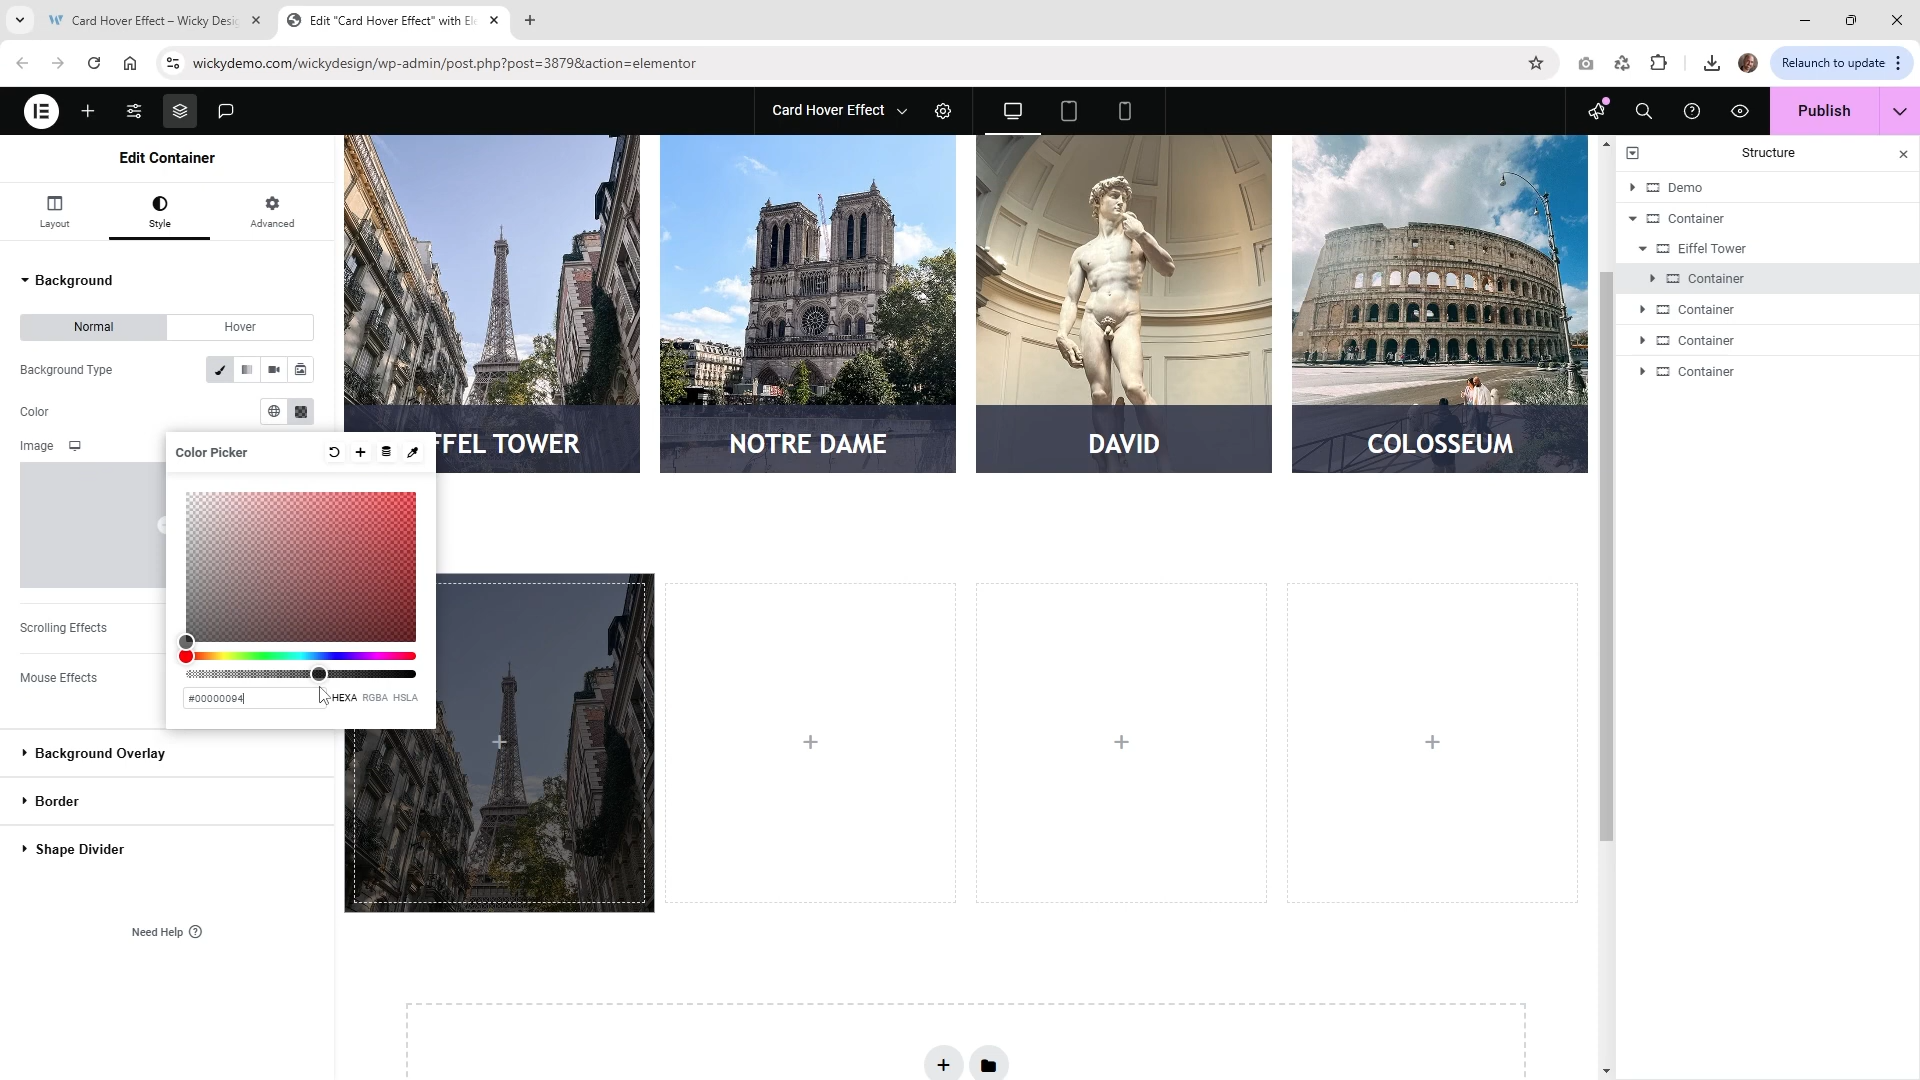 Card Hover Effect – Wicky Desig
Edit "Card Hover Effect" with Ele
wickydemo.com/wickydesign/wp-admin/post.php?post=3879&action=elementor
Relaunch to update
Card Hover Effect
Publish
Edit Container
Layout
Style
Advanced
Background
Normal
Hover
Background Type
Color
Image
Color Picker
#00000094
HEXA RGBA HSLA
Scrolling Effects
Mouse Effects
Background Overlay
Border
Shape Divider
Need Help
FFEL TOWER
NOTRE DAME
DAVID
COLOSSEUM
Structure
Demo
Container
Eiffel Tower
Container
Container
Container
Container